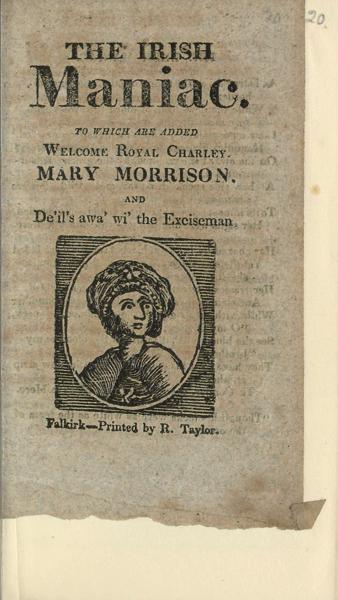 20.
THE IRISH
Maniac.
TO WHICH ARE ADDED
WELCOME ROYAL CHARLEY.
MARY MORRISON.
AND
De'il's awa' wi' the Exciseman.
Falkirk—Printed by R. Taylor.